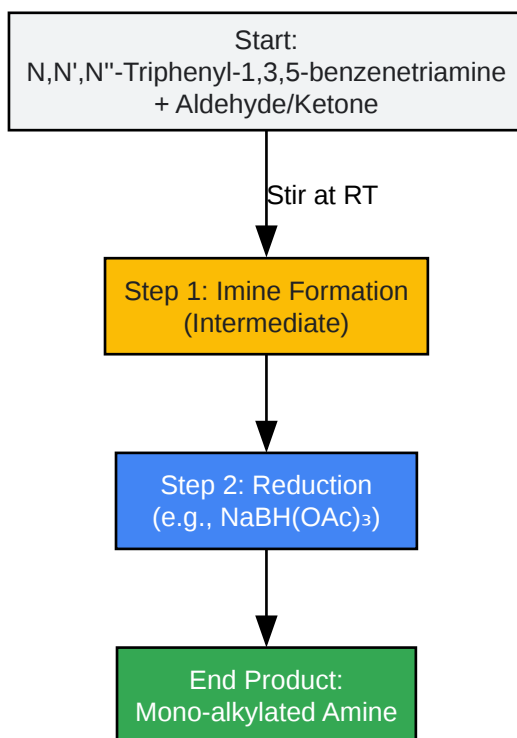 Start:
N,N',N''-Triphenyl-1,3,5-benzenetriamine
+ Aldehyde/Ketone
Stir at RT
Step 1: Imine Formation
(Intermediate)
Step 2: Reduction
(e.g., NaBH(OAc)₃)
End Product:
Mono-alkylated Amine